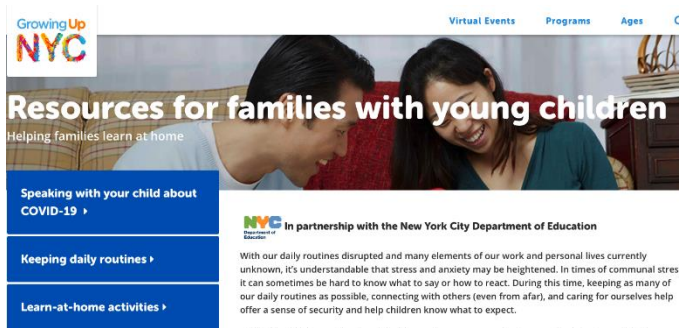 Growing Up
NYC
Virtual Events Programs Ages
Resources for families with young children
Helping families learn at home
Speaking with your child about
COVID-19
Keeping daily routines
Learn-at-home activities
NYC
Department of
Education
In partnership with the New York City Department of Education
With our daily routines disrupted and many elements of our work and personal lives currently
unknown, it's understandable that stress and anxiety may be heightened. In times of communal stres
it can sometimes be hard to know what to say or how to react. During this time, keeping as many of
our daily routines as possible, connecting with others (even from afar), and caring for ourselves help
offer a sense of security and help children know what to expect.